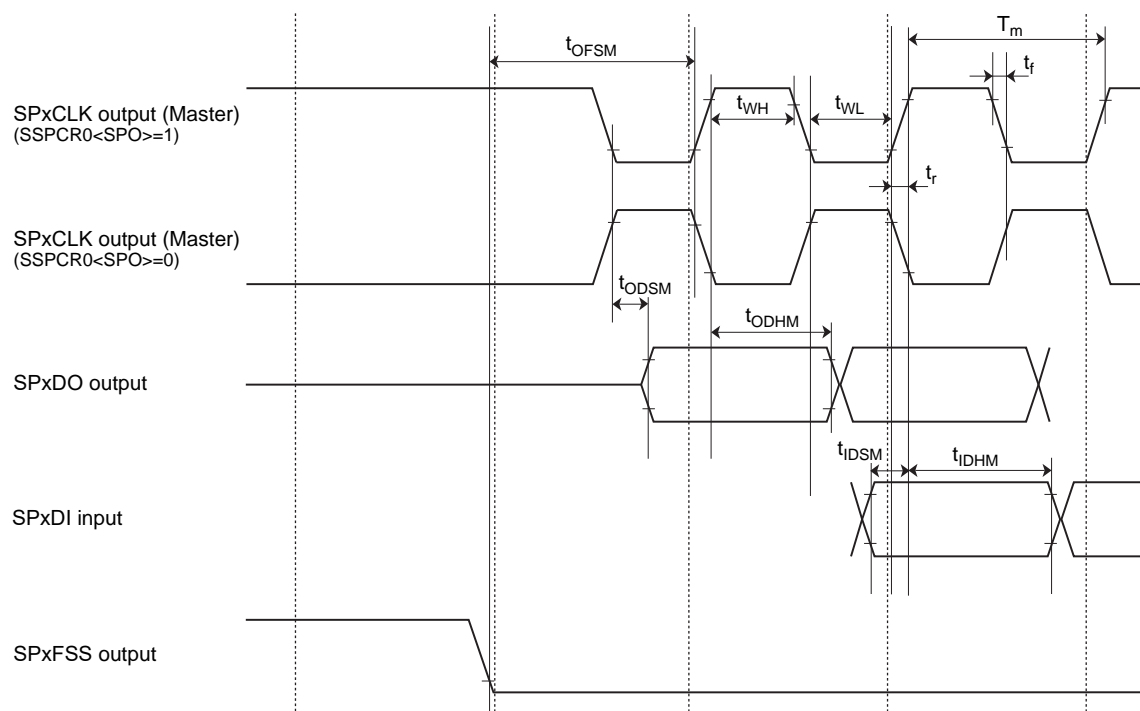 tOFSM
Tm
tf
SPxCLK output (Master)
(SSPCR0<SPO>=1)
tWH
tWL
tr
SPxCLK output (Master)
(SSPCR0<SPO>=0)
tODSM
tODHM
SPxDO output
tIDSM
tIDHM
SPxDI input
SPxFSS output